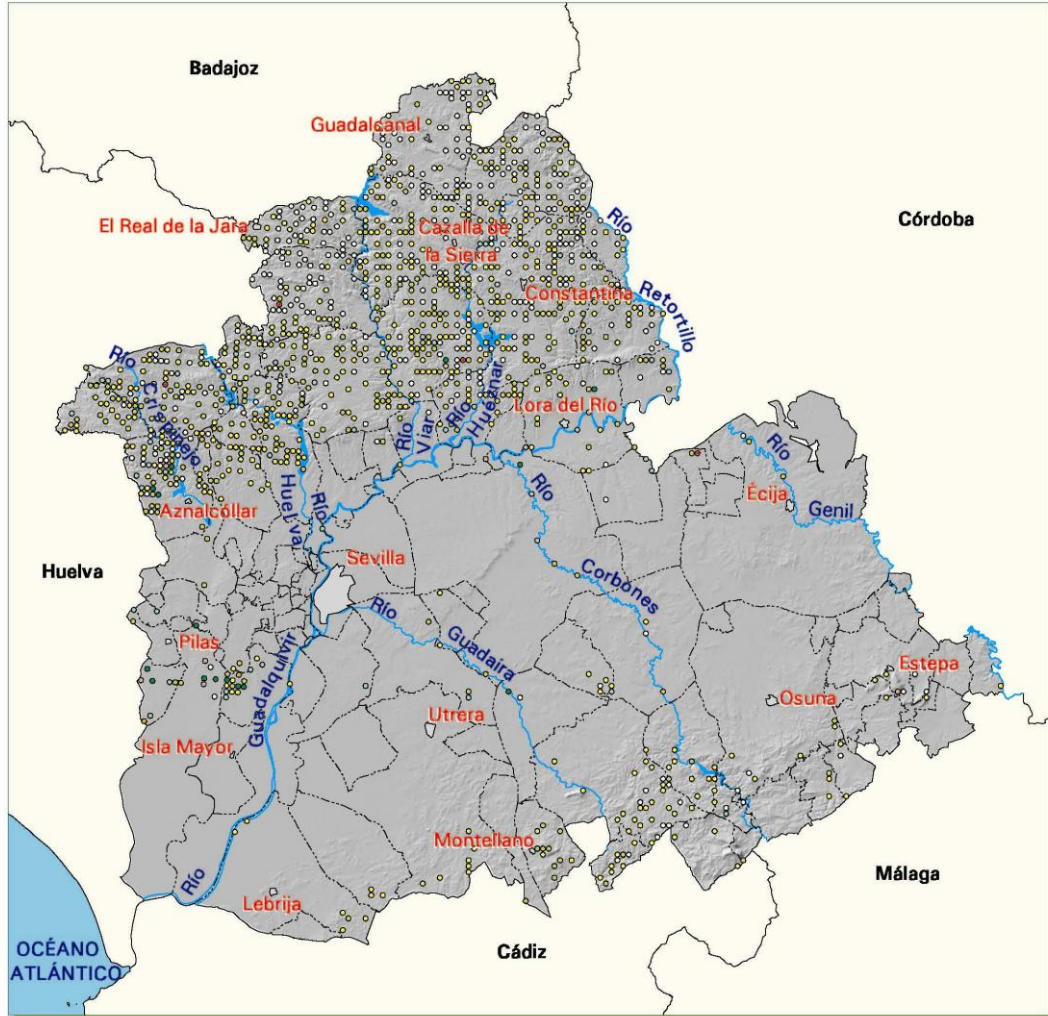 Badajoz
Guadalcanal
Córdoba
El Real de la Jara
Cazalla de
la Sierra
Río
Retortillo
Constantina
Río
Crispinejo
Río
Huéznar
Lora del Río
Río
Viar
Río
Huelva
Río
Río
Genil
Écija
Aznalcóllar
Huelva
Sevilla
Corbones
Río
Guadaira
Pilas
Guadalquivir
Río
Estepa
Osuna
Utrera
Isla Mayor
Montellano
Málaga
Lebrija
Cádiz
OCÉANO
ATLÁNTICO